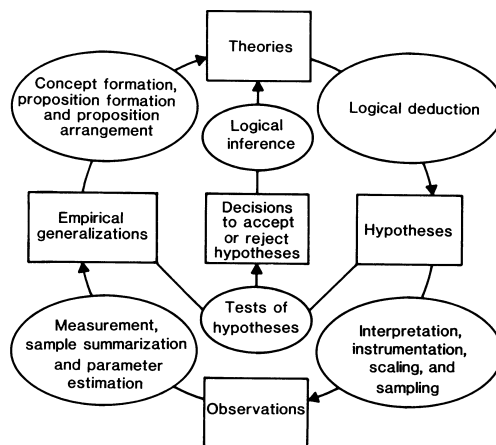 Theories
Concept formation,
proposition formation
and proposition
arrangement
Logical
inference
Logical deduction
Empirical
generalizations
Decisions
to accept
or reject
hypotheses
Hypotheses
Tests of
hypotheses
Measurement,
sample summarization
and parameter
estimation
Interpretation,
instrumentation,
scaling, and
sampling
Observations